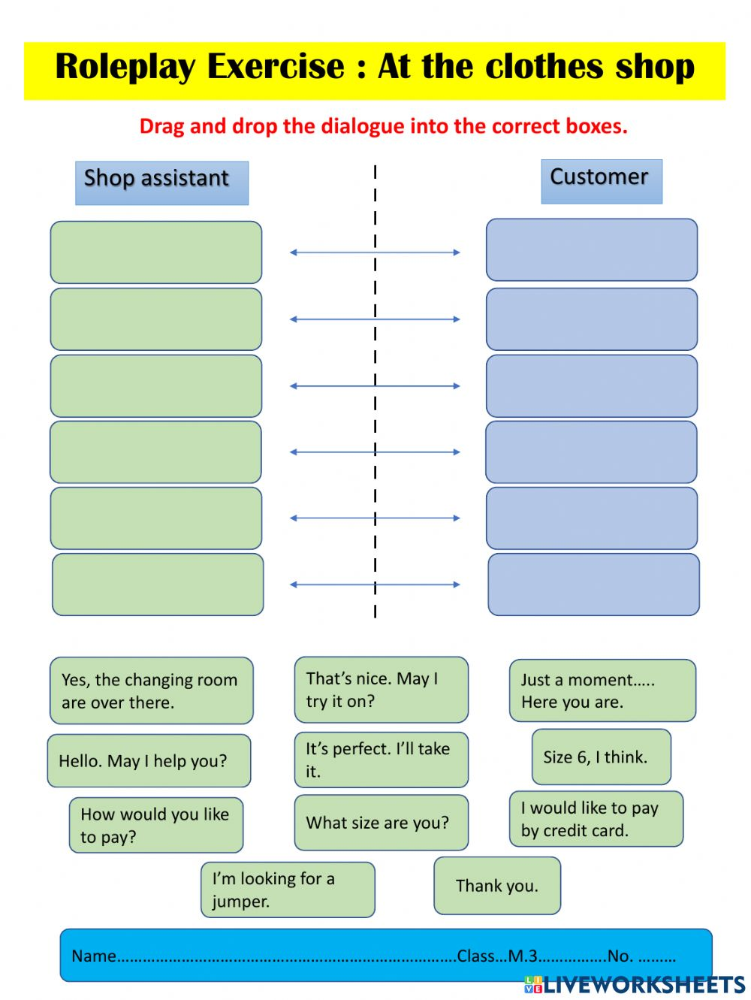 Roleplay Exercise : At the clothes shop
Drag and drop the dialogue into the correct boxes.
Shop assistant
Customer
Yes, the changing room
are over there.
That's nice. May I
try it on?
Just a moment.....
Here you are.
Hello. May I help you?
It's perfect. I'll take
it.
Size 6, I think.
How would you like
to pay?
What size are you?
I would like to pay
by credit card.
I'm looking for a
jumper.
Thank you.
Name…………………………………………………………………….Class…M.3…………….No. ………
LIVE LIVEWORKSHEETS